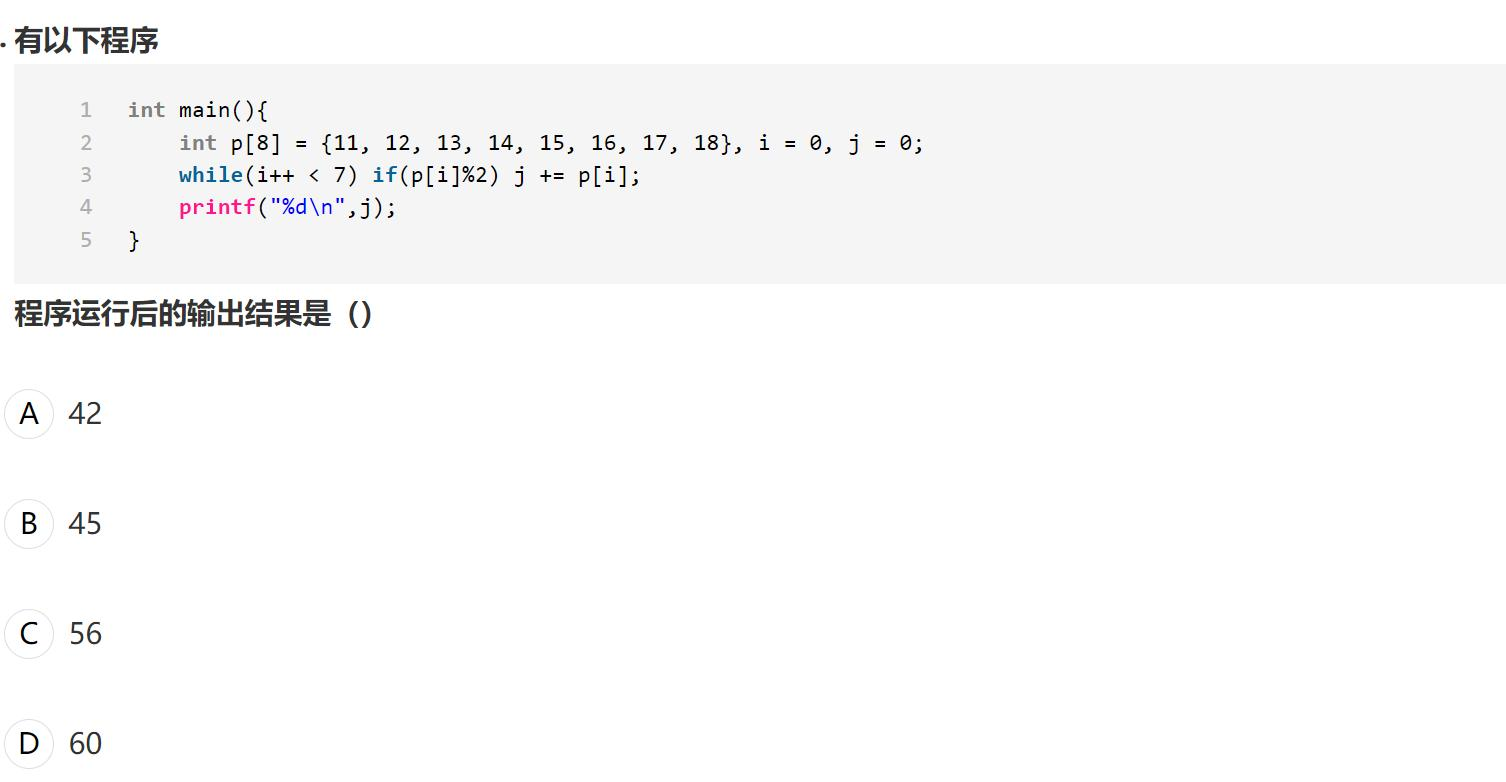 . 有以下程序
1 int main(){
2 int p[8] = {11, 12, 13, 14, 15, 16, 17, 18}, i = 0, j = 0;
3 while(i++ < 7) if(p[i]%2) j += p[i];
4 printf("%d\n",j);
5 }
程序运行后的输出结果是（）
A 42
B 45
C 56
D 60